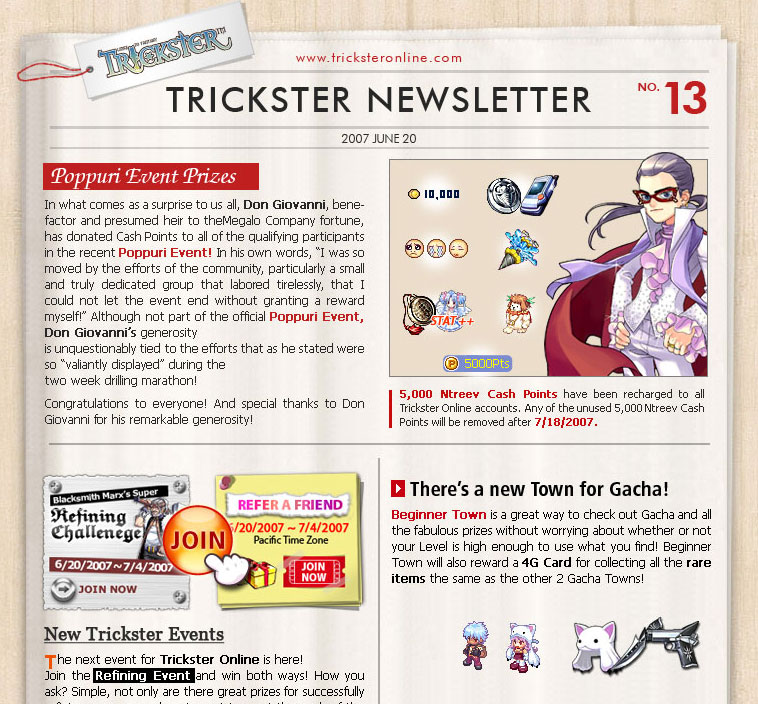 TRICKSTER
www.tricksteronline.com
TRICKSTER NEWSLETTER
NO. 13
2007 JUNE 20
Poppuri Event Prizes
In what comes as a surprise to us all, Don Giovanni, bene-
factor and presumed heir to theMegalo Company fortune,
has donated Cash Points to all of the qualifying participants
in the recent Poppuri Event! In his own words, “I was so
moved by the efforts of the community, particularly a small
and truly dedicated group that labored tirelessly, that I
could not let the event end without granting a reward
myself!” Although not part of the official Poppuri Event,
Don Giovanni’s generosity
is unquestionably tied to the efforts that as he stated were
so “valiantly displayed” during the
two week drilling marathon!
Congratulations to everyone! And special thanks to Don
Giovanni for his remarkable generosity!
10,000
STAT++
P 5000Pts
5,000 Ntreev Cash Points have been recharged to all
Trickster Online accounts. Any of the unused 5,000 Ntreev Cash
Points will be removed after 7/18/2007.
Blacksmith Marx's Super
Refining
Challenege
6/20/2007 ~ 7/4/2007
JOIN NOW
JOIN
REFER A FRIEND
6/20/2007 ~ 7/4/2007
Pacific Time Zone
JOIN
NOW
New Trickster Events
The next event for Trickster Online is here!
Join the Refining Event and win both ways! How you
ask? Simple, not only are there great prizes for successfully
There's a new Town for Gacha!
Beginner Town is a great way to check out Gacha and all
the fabulous prizes without worrying about whether or not
your Level is high enough to use what you find! Beginner
Town will also reward a 4G Card for collecting all the rare
items the same as the other 2 Gacha Towns!